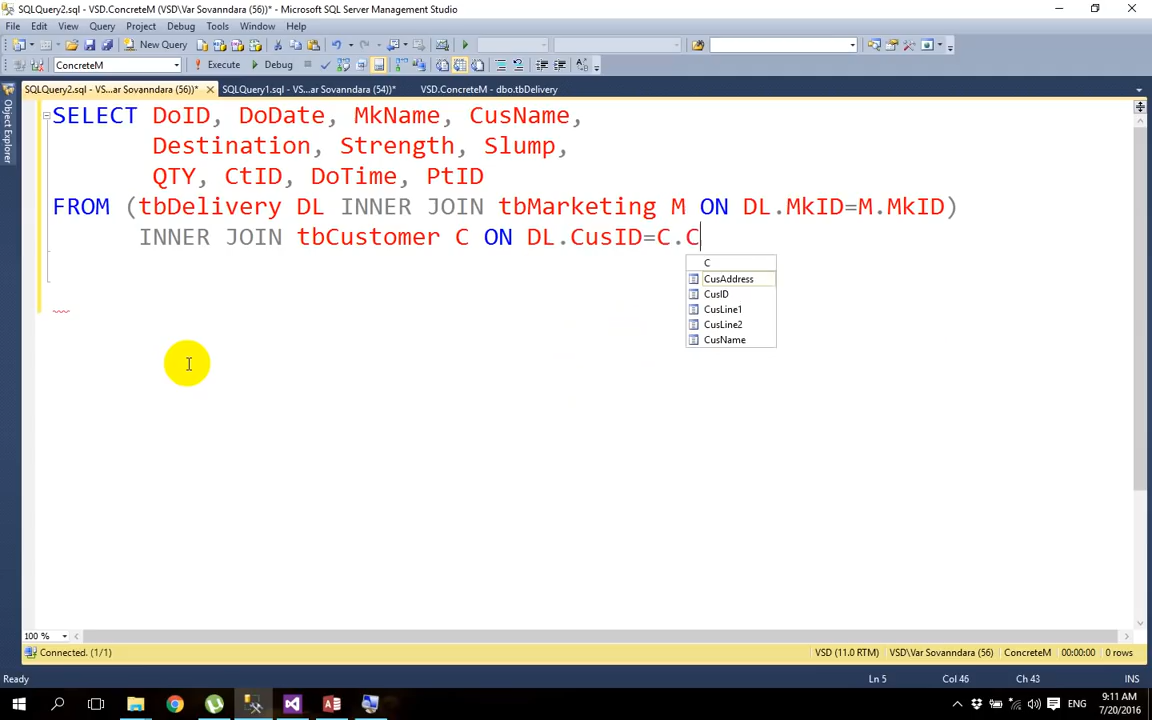 SQLQuery2.sql - VSD.ConcreteM (VSD\Var Sovanndara (56))* - Microsoft SQL Server Management Studio
File Edit View Query Project Debug Tools Window Help
New Query
ConcreteM Execute Debug
SQLQuery2.sql - VS...ar Sovanndara (56))* SQLQuery1.sql - VS...ar Sovanndara (54))* VSD.ConcreteM - dbo.tbDelivery
Object Explorer
SELECT DoID, DoDate, MkName, CusName,
Destination, Strength, Slump,
QTY, CtID, DoTime, PtID
FROM (tbDelivery DL INNER JOIN tbMarketing M ON DL.MkID=M.MkID)
INNER JOIN tbCustomer C ON DL.CusID=C.C
C
CusAddress
CusID
CusLine1
CusLine2
CusName
100 %
Connected. (1/1) VSD (11.0 RTM) VSD\Var Sovanndara (56) ConcreteM 00:00:00 0 rows
Ready Ln 5 Col 46 Ch 43 INS
ENG 9:11 AM
7/20/2016